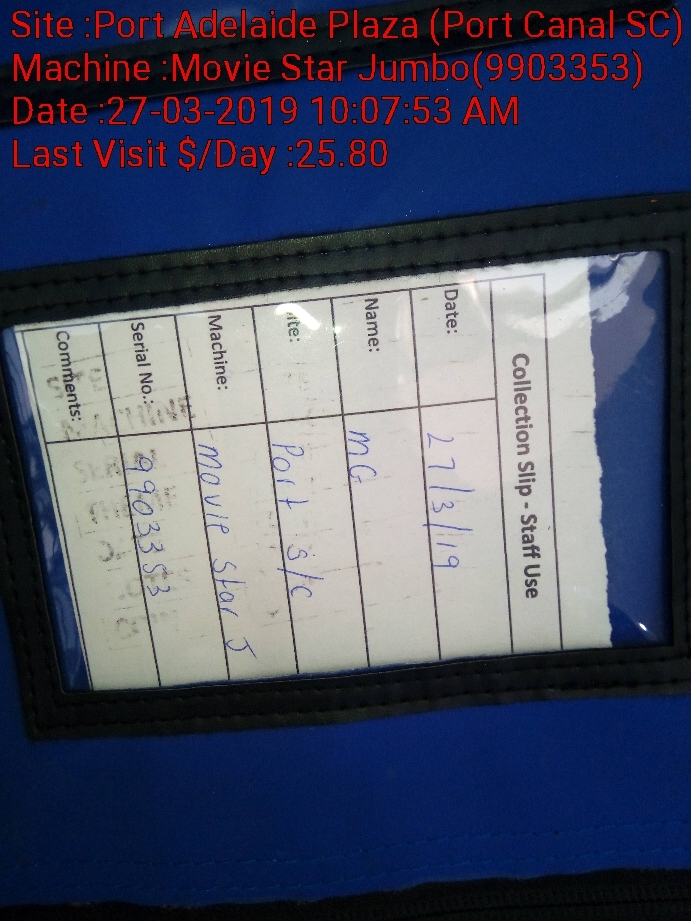 Site :Port Adelaide Plaza (Port Canal SC)
Machine :Movie Star Jumbo(9903353)
Date :27-03-2019 10:07:53 AM
Last Visit $/Day :25.80
Collection Slip - Staff Use
Date: 27/3/19
Name: MG
ite: Port s/c
Machine: Movie Star J
Serial No.: 9903353
Comments: